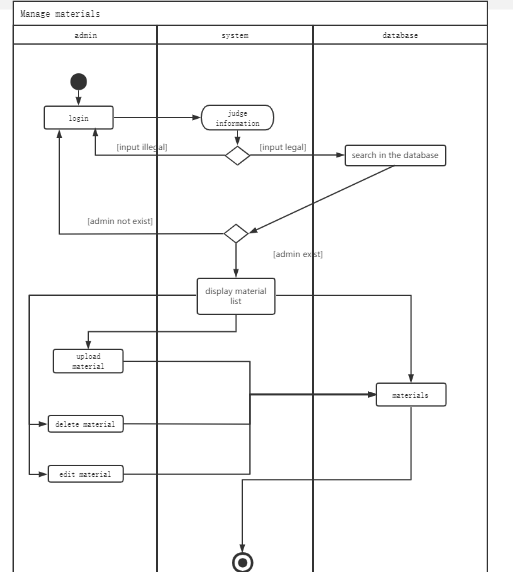 Manage materials
admin
system
database
login
judge
information
[input illegal]
[input legal]
search in the database
[admin not exist]
[admin exist]
display material
list
upload
material
materials
delete material
edit material